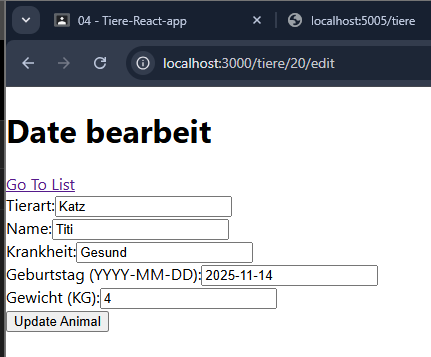 04 - Tiere-React-app
localhost:5005/tiere
localhost:3000/tiere/20/edit
Date bearbeit
Go To List
Tierart: Katz
Name: Titi
Krankheit: Gesund
Geburtstag (YYYY-MM-DD): 2025-11-14
Gewicht (KG): 4
Update Animal